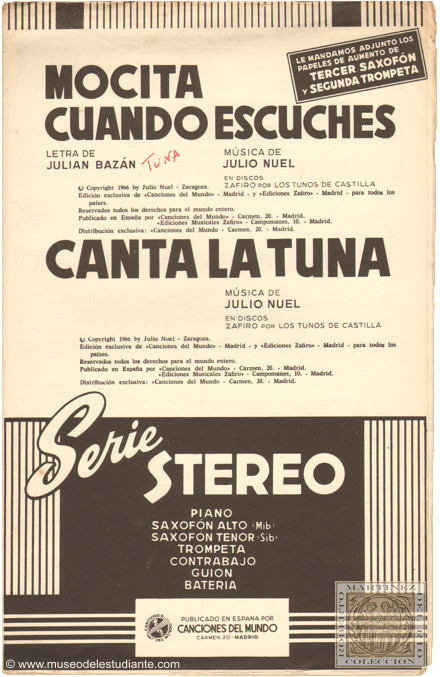 LE MANDAMOS ADJUNTO LOS
PAPELES DE AUMENTO DE
TERCER SAXOFÓN
y SEGUNDA TROMPETA
MOCITA
CUANDO ESCUCHES
LETRA DE
JULIAN BAZÁN
TUNA
MÚSICA DE
JULIO NUEL
EN DISCOS
ZAFIRO POR LOS TUNOS DE CASTILLA
© Copyright 1966 by Julio Nuel - Zaragoza.
Edición exclusiva de «Canciones del Mundo» - Madrid - y «Ediciones Zafiro» - Madrid - para todos los
países.
Reservados todos los derechos para el mundo entero.
Publicado en España por «Canciones del Mundo» - Carmen, 20. - Madrid.
«Ediciones Musicales Zafiro» - Campomanes, 10. - Madrid.
Distribución exclusiva: «Canciones del Mundo - Carmen, 20. - Madrid.
CANTA LA TUNA
MÚSICA DE
JULIO NUEL
EN DISCOS
ZAFIRO POR LOS TUNOS DE CASTILLA
© Copyright 1966 by Julio Nuel - Zaragoza.
Edición exclusiva de «Canciones del Mundo» - Madrid - y «Ediciones Zafiro» - Madrid - para todos los
países.
Reservados todos los derechos para el mundo entero.
Publicado en España por «Canciones del Mundo» - Carmen, 20. - Madrid.
«Ediciones Musicales Zafiro» - Campomanes, 10. - Madrid.
Distribución exclusiva: «Canciones del Mundo - Carmen, 20. - Madrid.
Serie
STEREO
PIANO
SAXOFÓN ALTO (Mib)
SAXOFÓN TENOR (Sib)
TROMPETA
CONTRABAJO
GUION
BATERIA
PUBLICADO EN ESPAÑA POR
CANCIONES DEL MUNDO
CARMEN, 20 - MADRID
MARTINEZ
ROBERTO
DEL RIO
COLECCION
© www.museodelestudiante.com